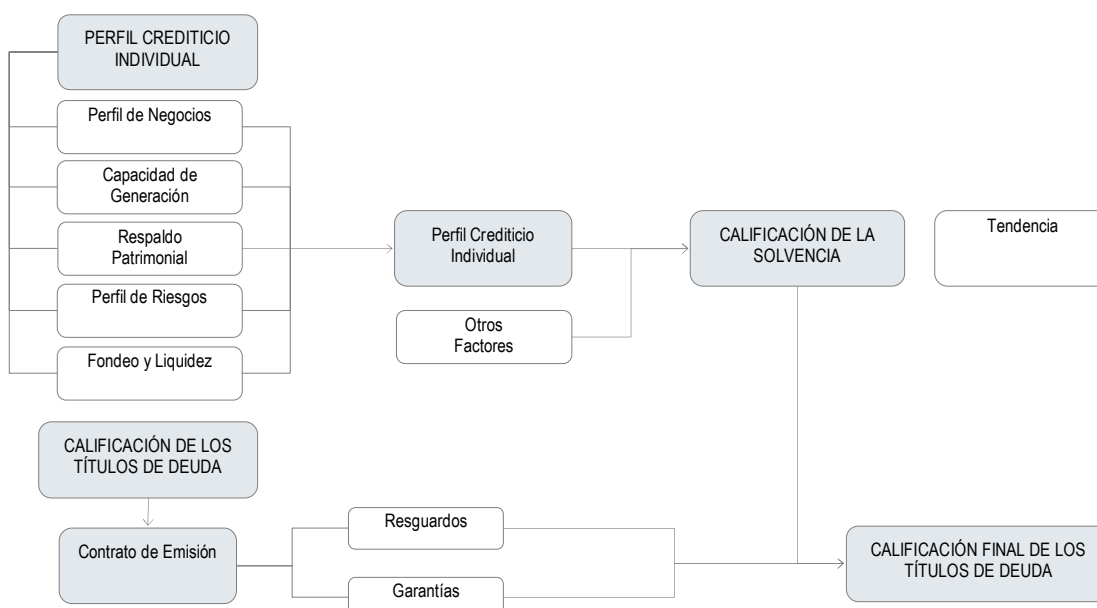 PERFIL CREDITICIO
INDIVIDUAL
Perfil de Negocios
Capacidad de
Generación
Respaldo
Patrimonial
Perfil de Riesgos
Fondeo y Liquidez
Perfil Crediticio
Individual
Otros
Factores
CALIFICACIÓN DE LA
SOLVENCIA
Tendencia
CALIFICACIÓN DE LOS
TÍTULOS DE DEUDA
Contrato de Emisión
Resguardos
Garantías
CALIFICACIÓN FINAL DE LOS
TÍTULOS DE DEUDA